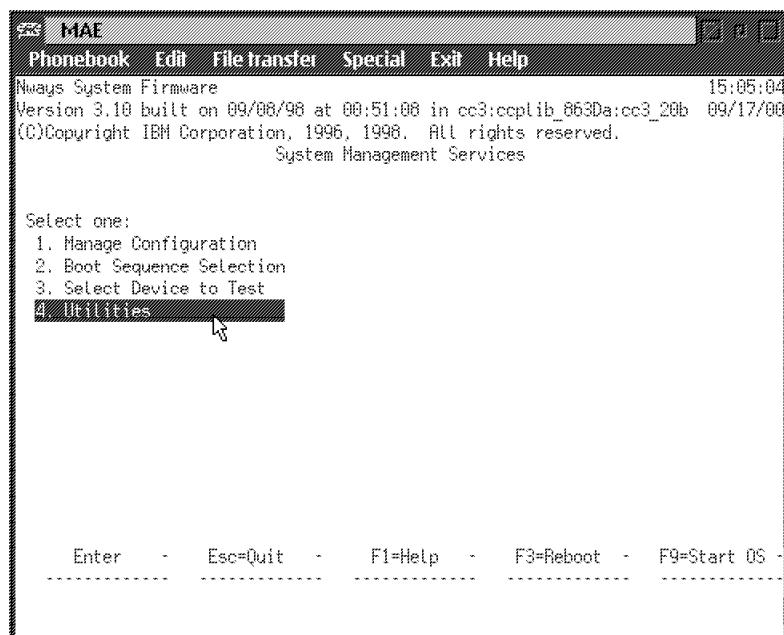 MAE
Phonebook Edit File transfer Special Exit Help
Nways System Firmware 15:05:04
Version 3.10 built on 09/08/98 at 00:51:08 in cc3:ccplib_863Da:cc3_20b 09/17/00
(C)Copyright IBM Corporation, 1996, 1998. All rights reserved.
System Management Services
Select one:
1. Manage Configuration
2. Boot Sequence Selection
3. Select Device to Test
4. Utilities
Enter - Esc=Quit - F1=Help - F3=Reboot - F9=Start OS -